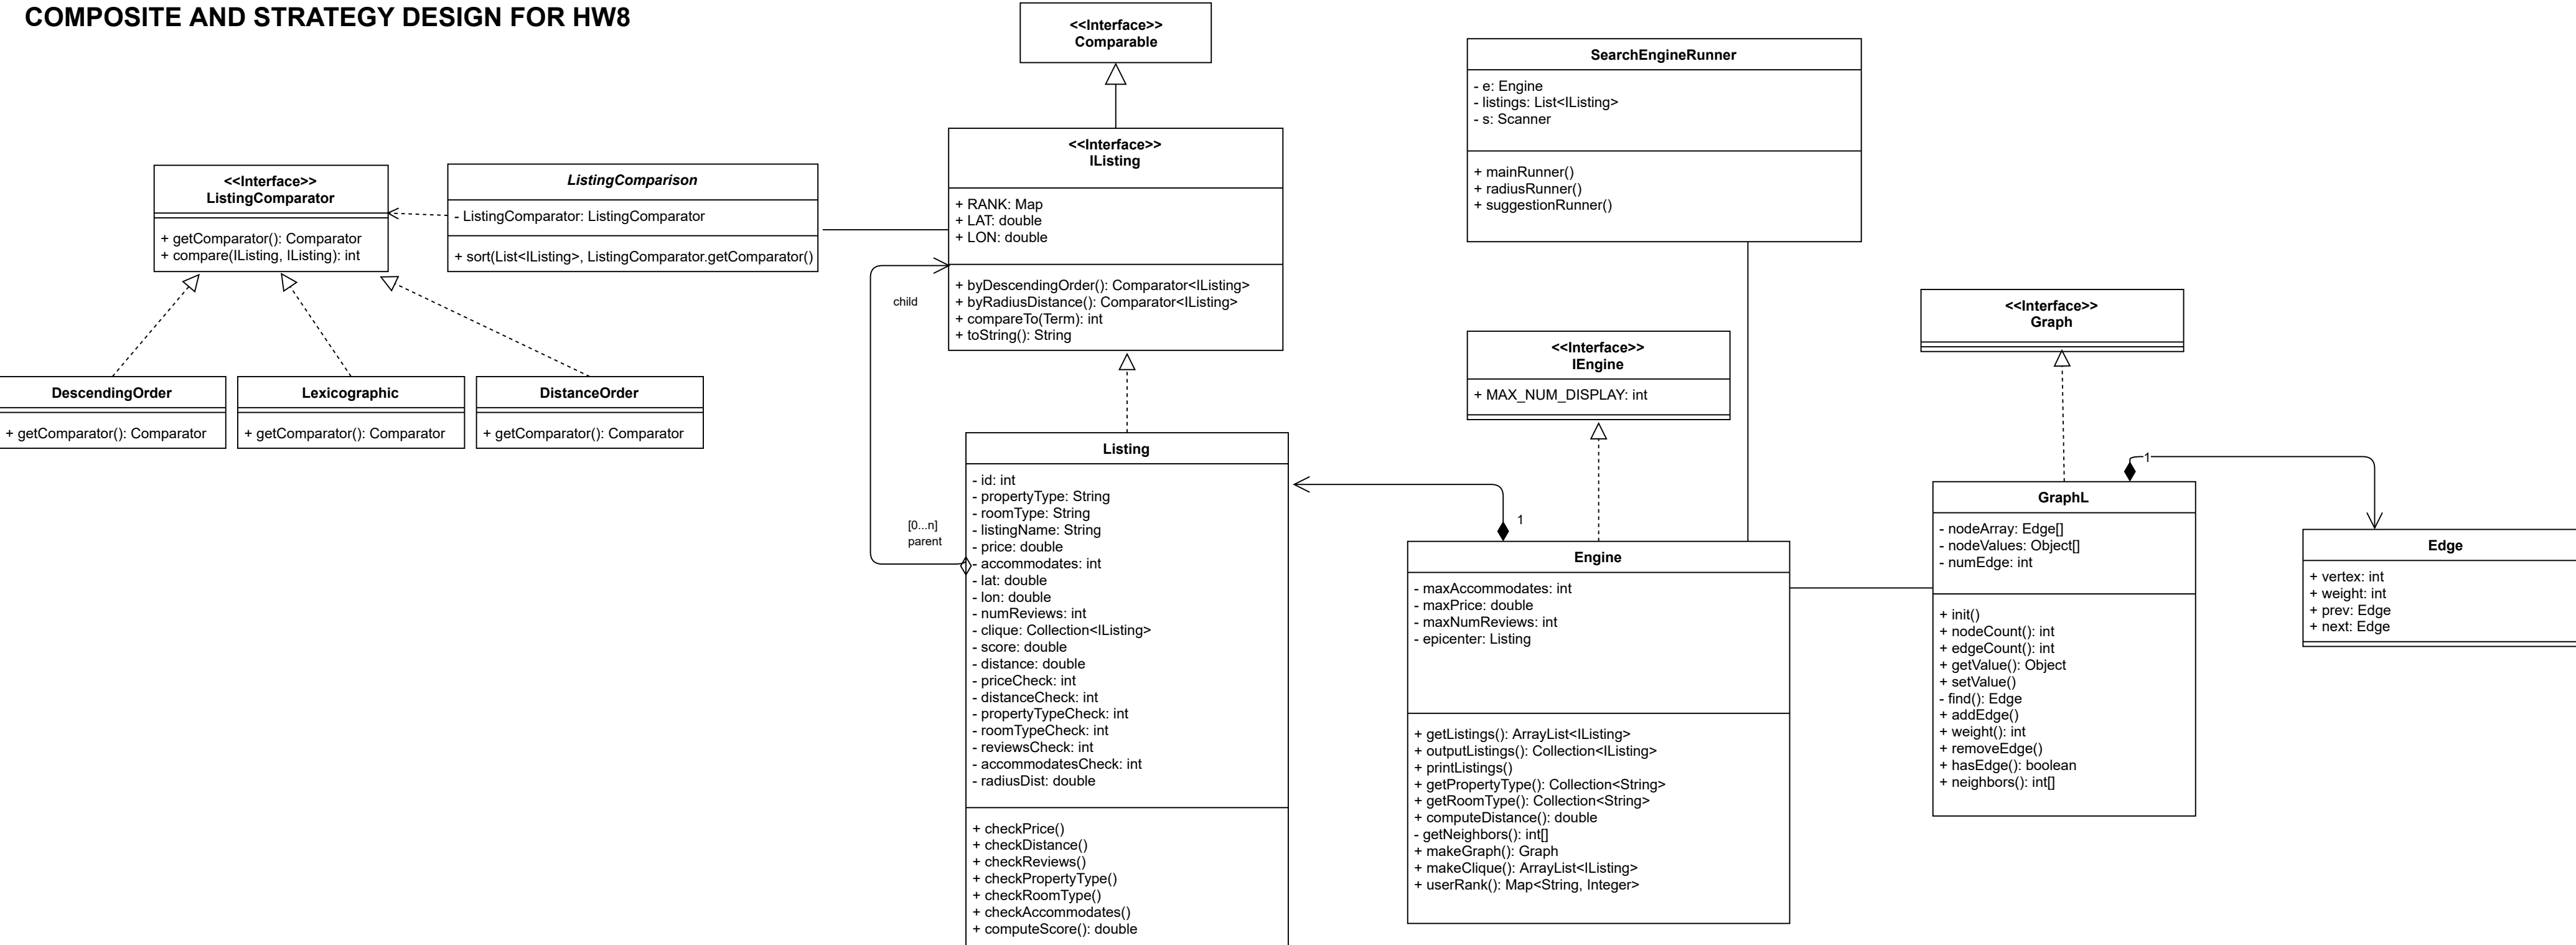 COMPOSITE AND STRATEGY DESIGN FOR HW8
<<Interface>>
Comparable
SearchEngineRunner
- e: Engine
- listings: List<IListing>
- s: Scanner
+ mainRunner()
+ radiusRunner()
+ suggestionRunner()
<<Interface>>
IListing
+ RANK: Map
+ LAT: double
+ LON: double
+ byDescendingOrder(): Comparator<IListing>
+ byRadiusDistance(): Comparator<IListing>
+ compareTo(Term): int
+ toString(): String
<<Interface>>
ListingComparator
+ getComparator(): Comparator
+ compare(IListing, IListing): int
ListingComparison
- ListingComparator: ListingComparator
+ sort(List<IListing>, ListingComparator.getComparator()
child
<<Interface>>
Graph
<<Interface>>
IEngine
+ MAX_NUM_DISPLAY: int
DescendingOrder
+ getComparator(): Comparator
Lexicographic
+ getComparator(): Comparator
DistanceOrder
+ getComparator(): Comparator
[0...n]
parent
Listing
- id: int
- propertyType: String
- roomType: String
- listingName: String
- price: double
- accommodates: int
- lat: double
- lon: double
- numReviews: int
- clique: Collection<IListing>
- score: double
- distance: double
- priceCheck: int
- distanceCheck: int
- propertyTypeCheck: int
- roomTypeCheck: int
- reviewsCheck: int
- accommodatesCheck: int
- radiusDist: double
+ checkPrice()
+ checkDistance()
+ checkReviews()
+ checkPropertyType()
+ checkRoomType()
+ checkAccommodates()
+ computeScore(): double
1
Engine
- maxAccommodates: int
- maxPrice: double
- maxNumReviews: int
- epicenter: Listing
+ getListings(): ArrayList<IListing>
+ outputListings(): Collection<IListing>
+ printListings()
+ getPropertyType(): Collection<String>
+ getRoomType(): Collection<String>
+ computeDistance(): double
- getNeighbors(): int[]
+ makeGraph(): Graph
+ makeClique(): ArrayList<IListing>
+ userRank(): Map<String, Integer>
1
GraphL
- nodeArray: Edge[]
- nodeValues: Object[]
- numEdge: int
+ init()
+ nodeCount(): int
+ edgeCount(): int
+ getValue(): Object
+ setValue()
- find(): Edge
+ addEdge()
+ weight(): int
+ removeEdge()
+ hasEdge(): boolean
+ neighbors(): int[]
Edge
+ vertex: int
+ weight: int
+ prev: Edge
+ next: Edge